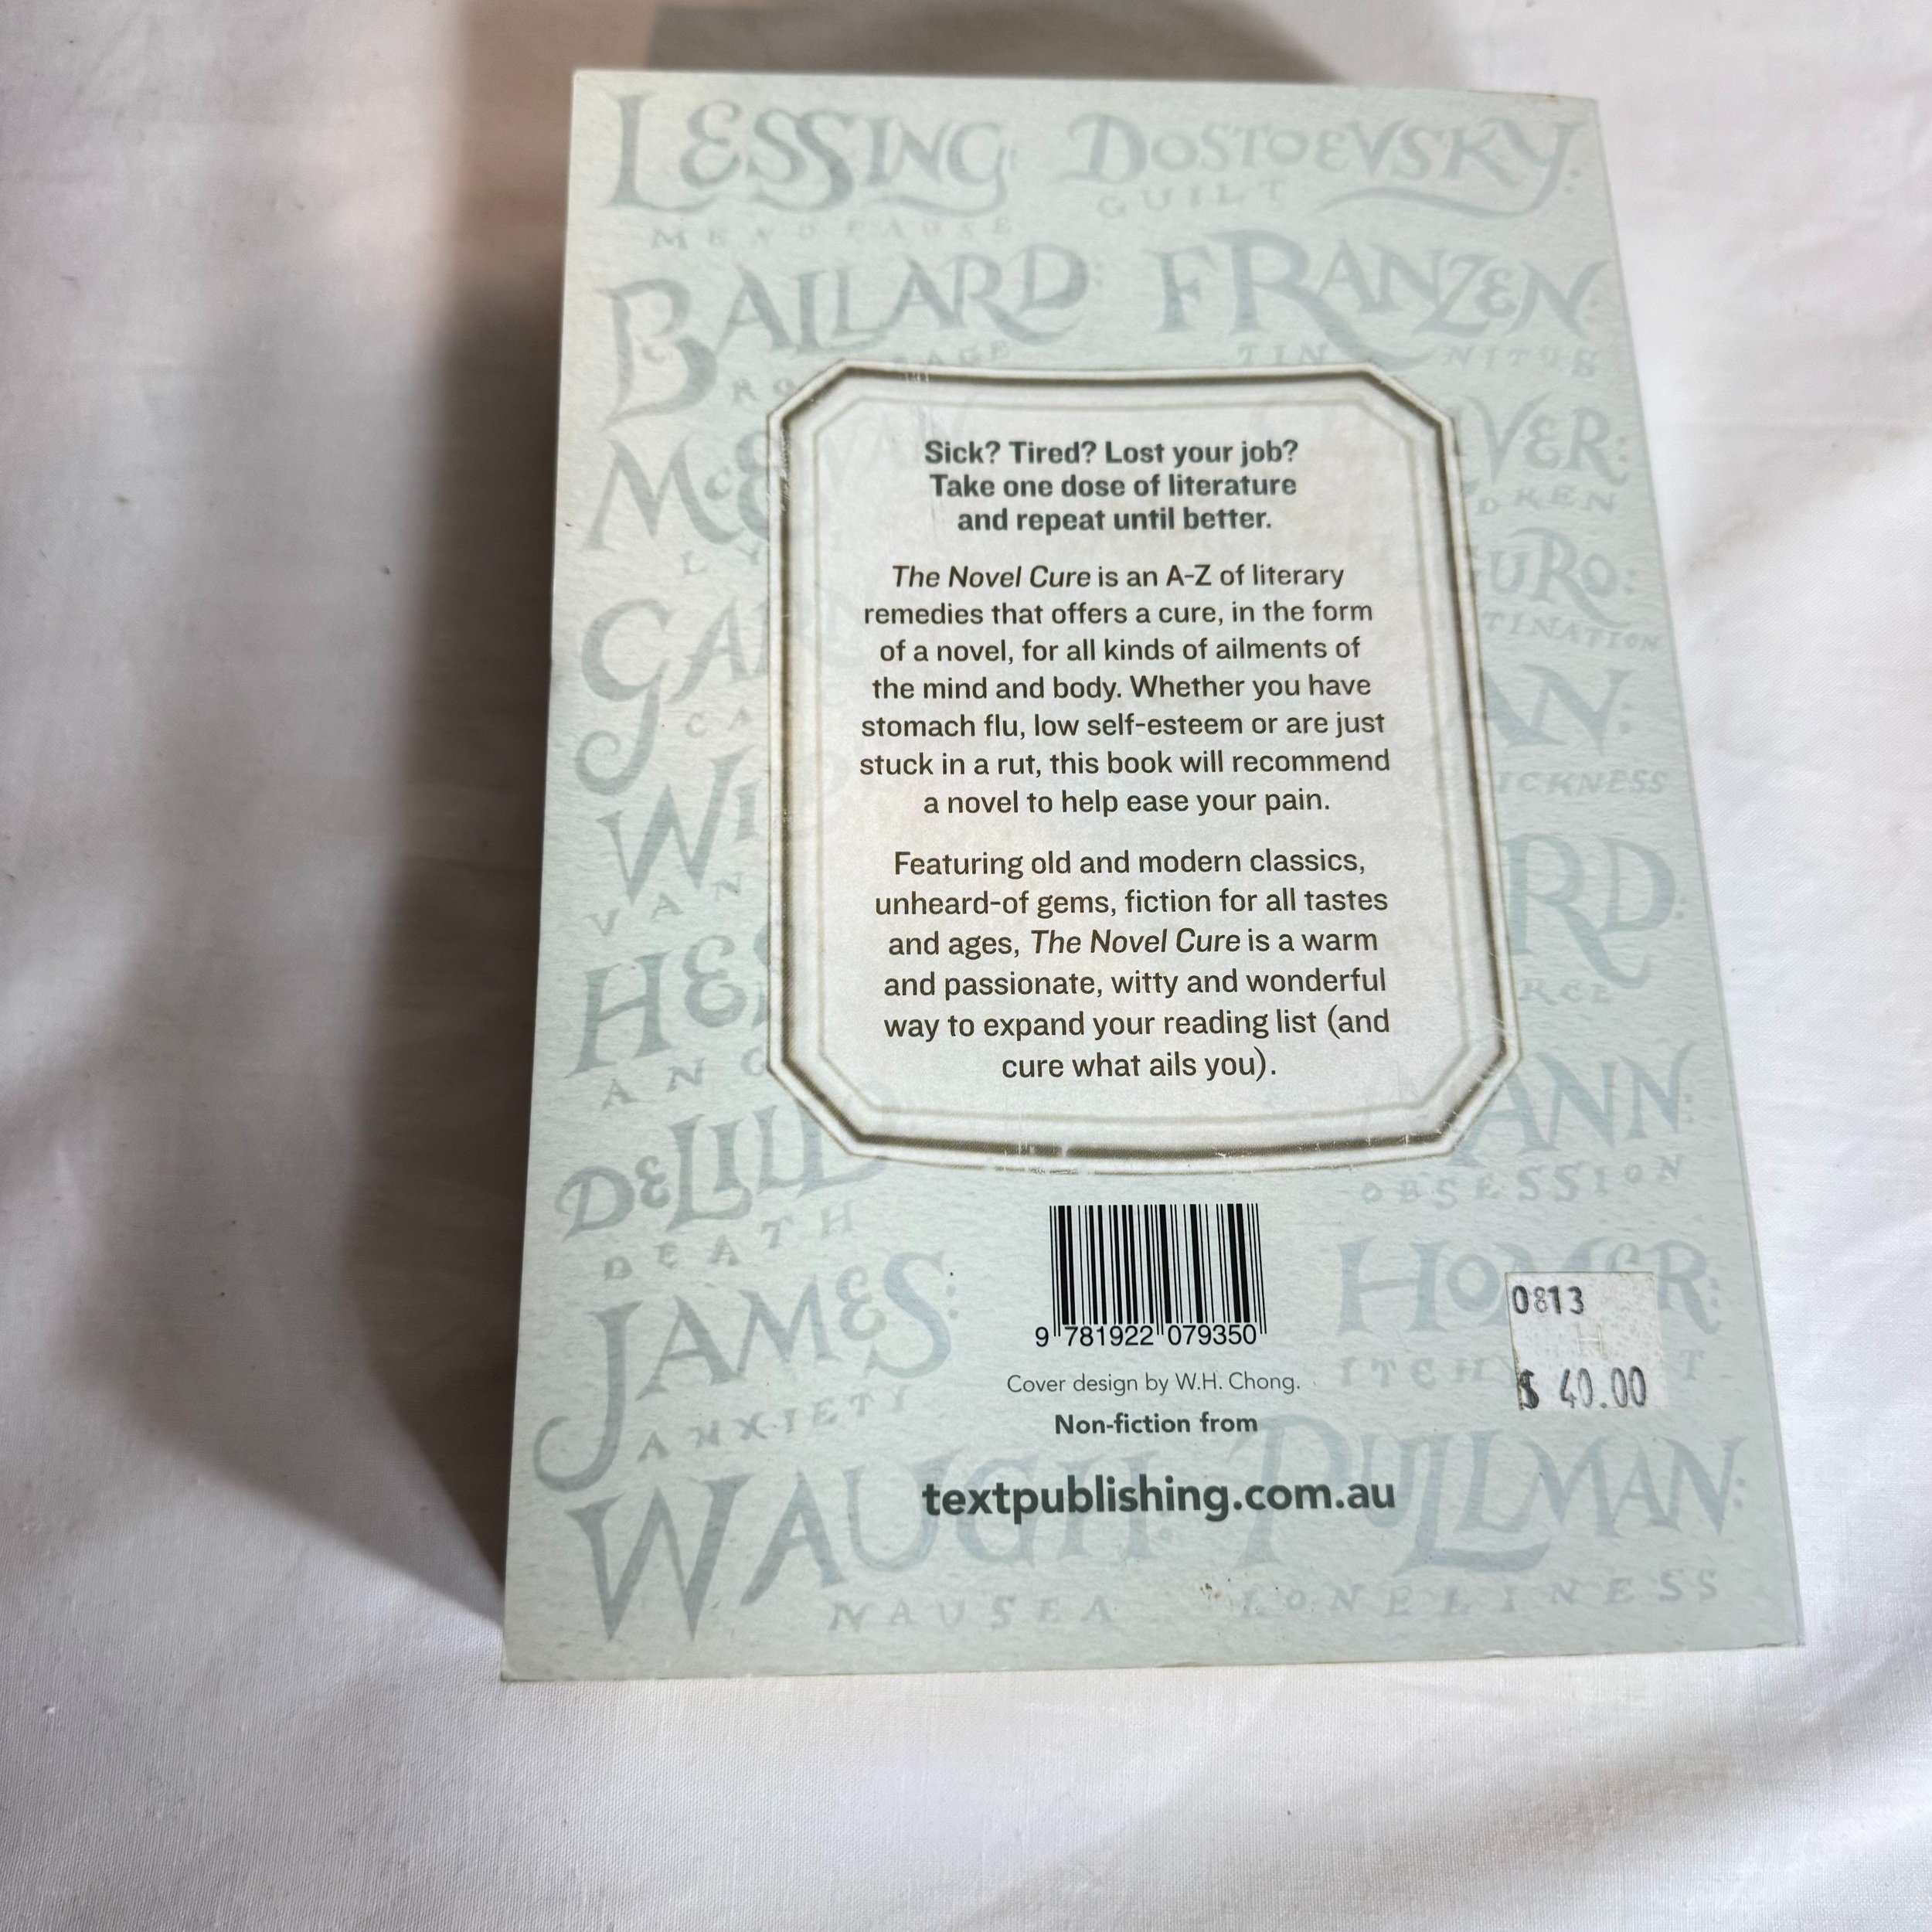 LESSING: DOSTOEVSKY:
MENOPAUSE GUILT
BALLARD: FRANZEN:
RAGE TINNITUS
Sick? Tired? Lost your job?
Take one dose of literature
and repeat until better.
The Novel Cure is an A-Z of literary
remedies that offers a cure, in the form
of a novel, for all kinds of ailments of
the mind and body. Whether you have
stomach flu, low self-esteem or are just
stuck in a rut, this book will recommend
a novel to help ease your pain.
Featuring old and modern classics,
unheard-of gems, fiction for all tastes
and ages, The Novel Cure is a warm
and passionate, witty and wonderful
way to expand your reading list (and
cure what ails you).
DEATH
OBSESSION
JAMES: HOMER:
ANXIETY
9 781922 079350
0813
$ 40.00
Cover design by W.H. Chong.
Non-fiction from
textpublishing.com.au
WAUGH: PULLMAN:
NAUSEA LONELINESS